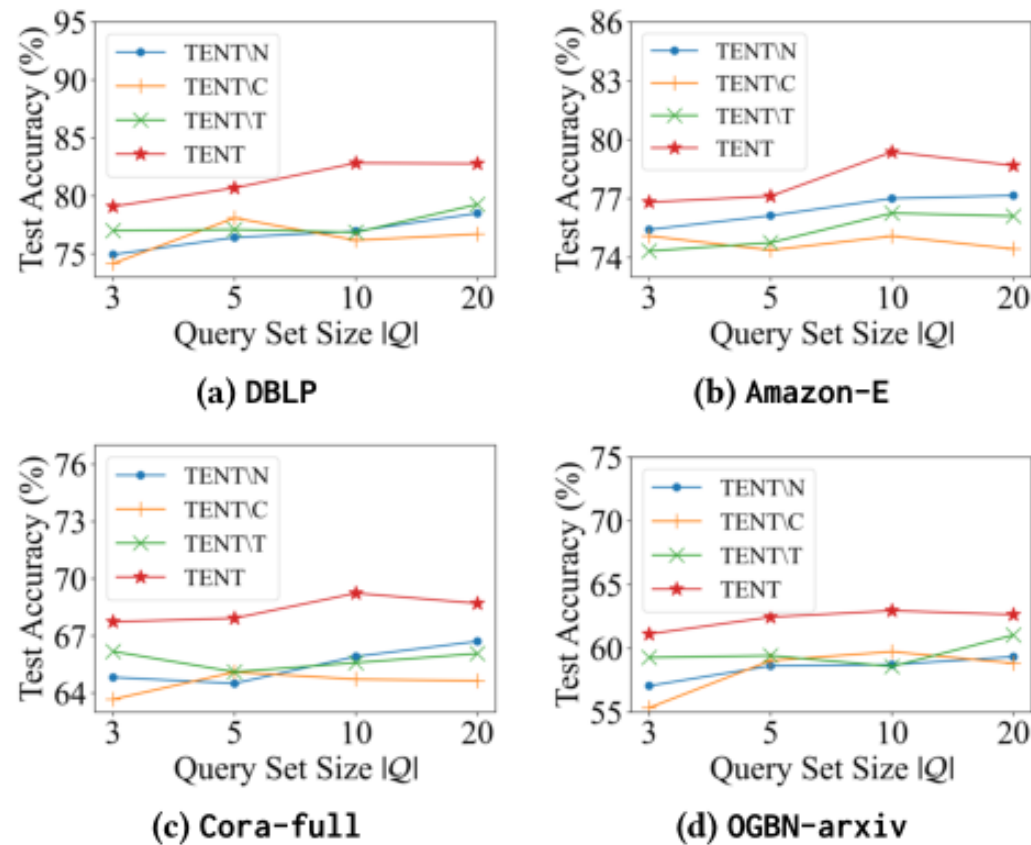 95
90
85
80
75
Test Accuracy (%)
TENT\N
TENT\C
TENT\T
TENT
3 5 10 20
Query Set Size |Q|
(a) DBLP
86
83
80
77
74
Test Accuracy (%)
TENT\N
TENT\C
TENT\T
TENT
3 5 10 20
Query Set Size |Q|
(b) Amazon-E
76
73
70
67
64
Test Accuracy (%)
TENT\N
TENT\C
TENT\T
TENT
3 5 10 20
Query Set Size |Q|
(c) Cora-full
75
70
65
60
55
Test Accuracy (%)
TENT\N
TENT\C
TENT\T
TENT
3 5 10 20
Query Set Size |Q|
(d) OGBN-arxiv